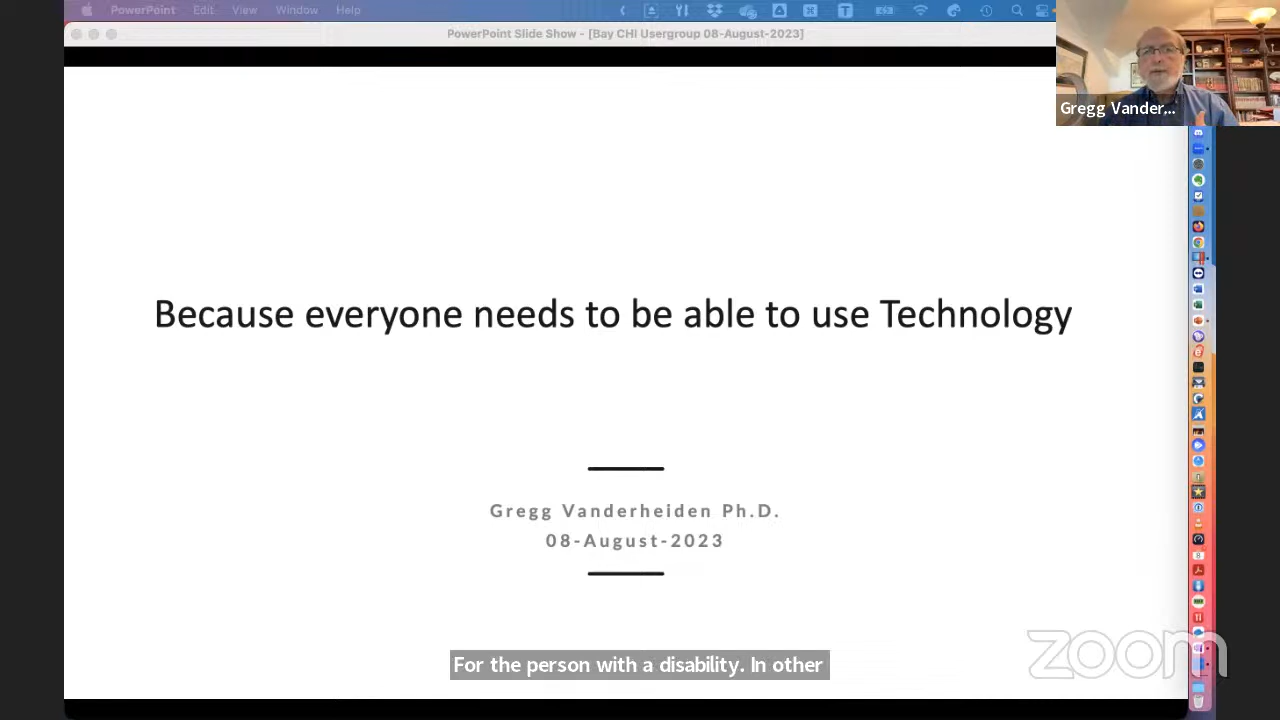 PowerPoint Edit View Window Help
PowerPoint Slide Show - [Bay CHI Usergroup 08-August-2023]
Gregg Vander...
Because everyone needs to be able to use Technology
Gregg Vanderheiden Ph.D.
08-August-2023
For the person with a disability. In other
zoom